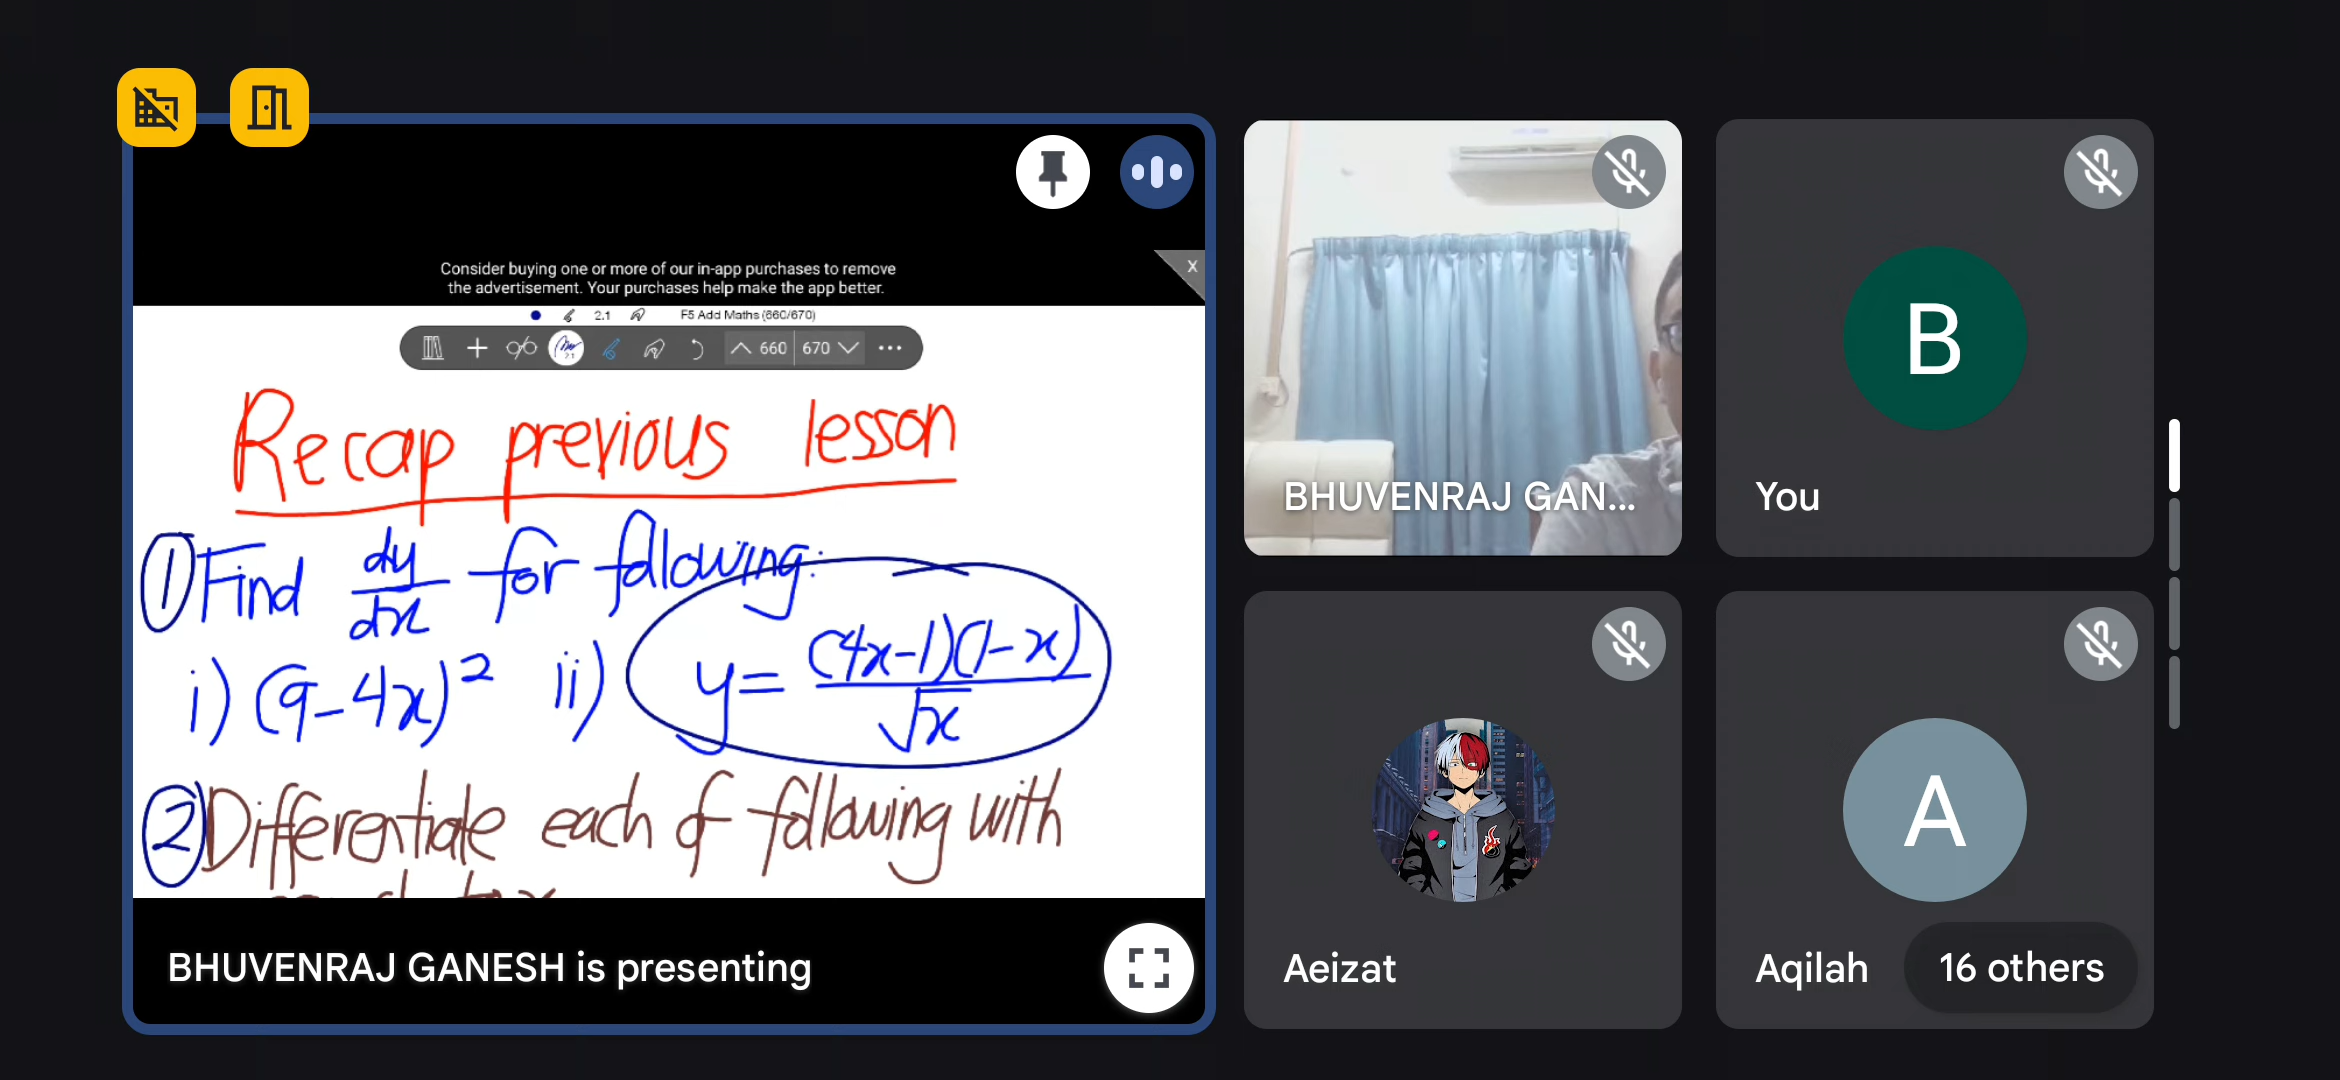 Consider buying one or more of our in-app purchases to remove
the advertisement. Your purchases help make the app better.
X
2.1 F5 Add Maths (660/670)
2.1 660 670
Recap previous lesson
① Find dy/dx for following:
i) (9-4x)² ii) y = (4x-1)(1-x)/√x
② Differentiate each of following with
BHUVENRAJ GANESH is presenting
BHUVENRAJ GAN...
B
You
Aeizat
A
Aqilah
16 others